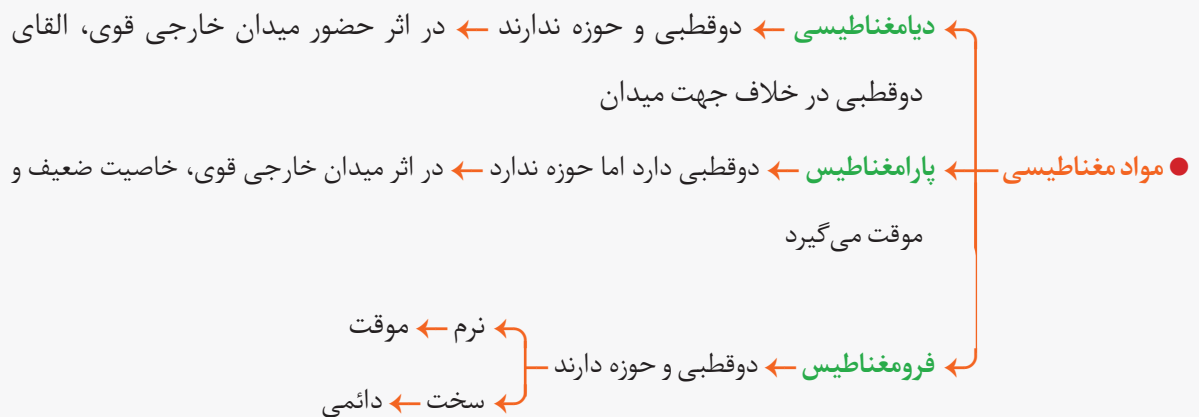 دیامغناطیسی ← دوقطبی و حوزه ندارند ← در اثر حضور میدان خارجی قوی، القای
دوقطبی در خلاف جهت میدان
● مواد مغناطیسی ← پارامغناطیس ← دوقطبی دارد اما حوزه ندارد ← در اثر میدان خارجی قوی، خاصیت ضعیف و
موقت می‌گیرد
نرم ← موقت
فرومغناطیس ← دوقطبی و حوزه دارند
سخت ← دائمی